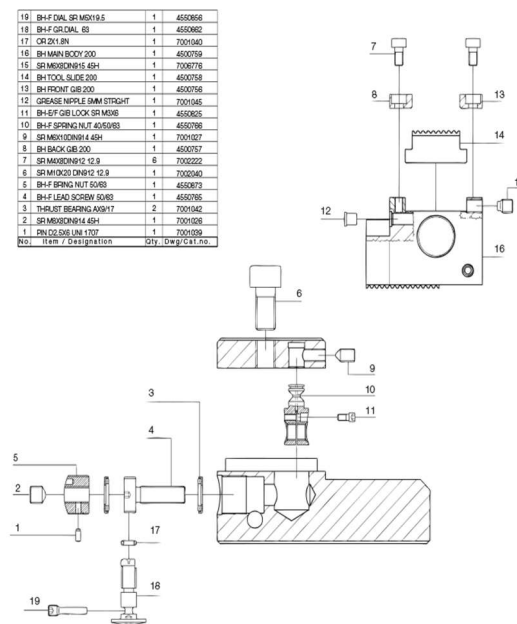 19 BH-F DIAL SR M5X19.5 1 4550656
18 BH-F GR.DIAL 63 1 4550662
17 OR 2X1.8N 1 7001040
16 BH MAIN BODY 200 1 4500759
15 SR M6X8DIN915 45H 1 7006776
14 BH TOOL SLIDE 200 1 4500758
13 BH FRONT GIB 200 1 4500756
12 GREASE NIPPLE 5MM STRGHT 1 7001045
11 BH-E/F GIB LOCK SR M3X6 1 4550625
10 BH-F SPRING NUT 40/50/63 1 4550766
9 SR M6X10DIN914 45H 1 7001027
8 BH BACK GIB 200 1 4500757
7 SR M4X8DIN912 12.9 6 7002222
6 SR M10X20 DIN912 12.9 1 7002040
5 BH-F BRING NUT 50/63 1 4550673
4 BH-F LEAD SCREW 50/63 1 4550765
3 THRUST BEARING AX9/17 2 7001042
2 SR M6X8DIN914 45H 1 7001026
1 PIN D2.5X6 UNI 1707 1 7001039
No. Item / Designation Qty. Dwg/Cat.no.
7
8
13
14
12
16
6
9
3
10
4
11
5
2
1
17
18
19